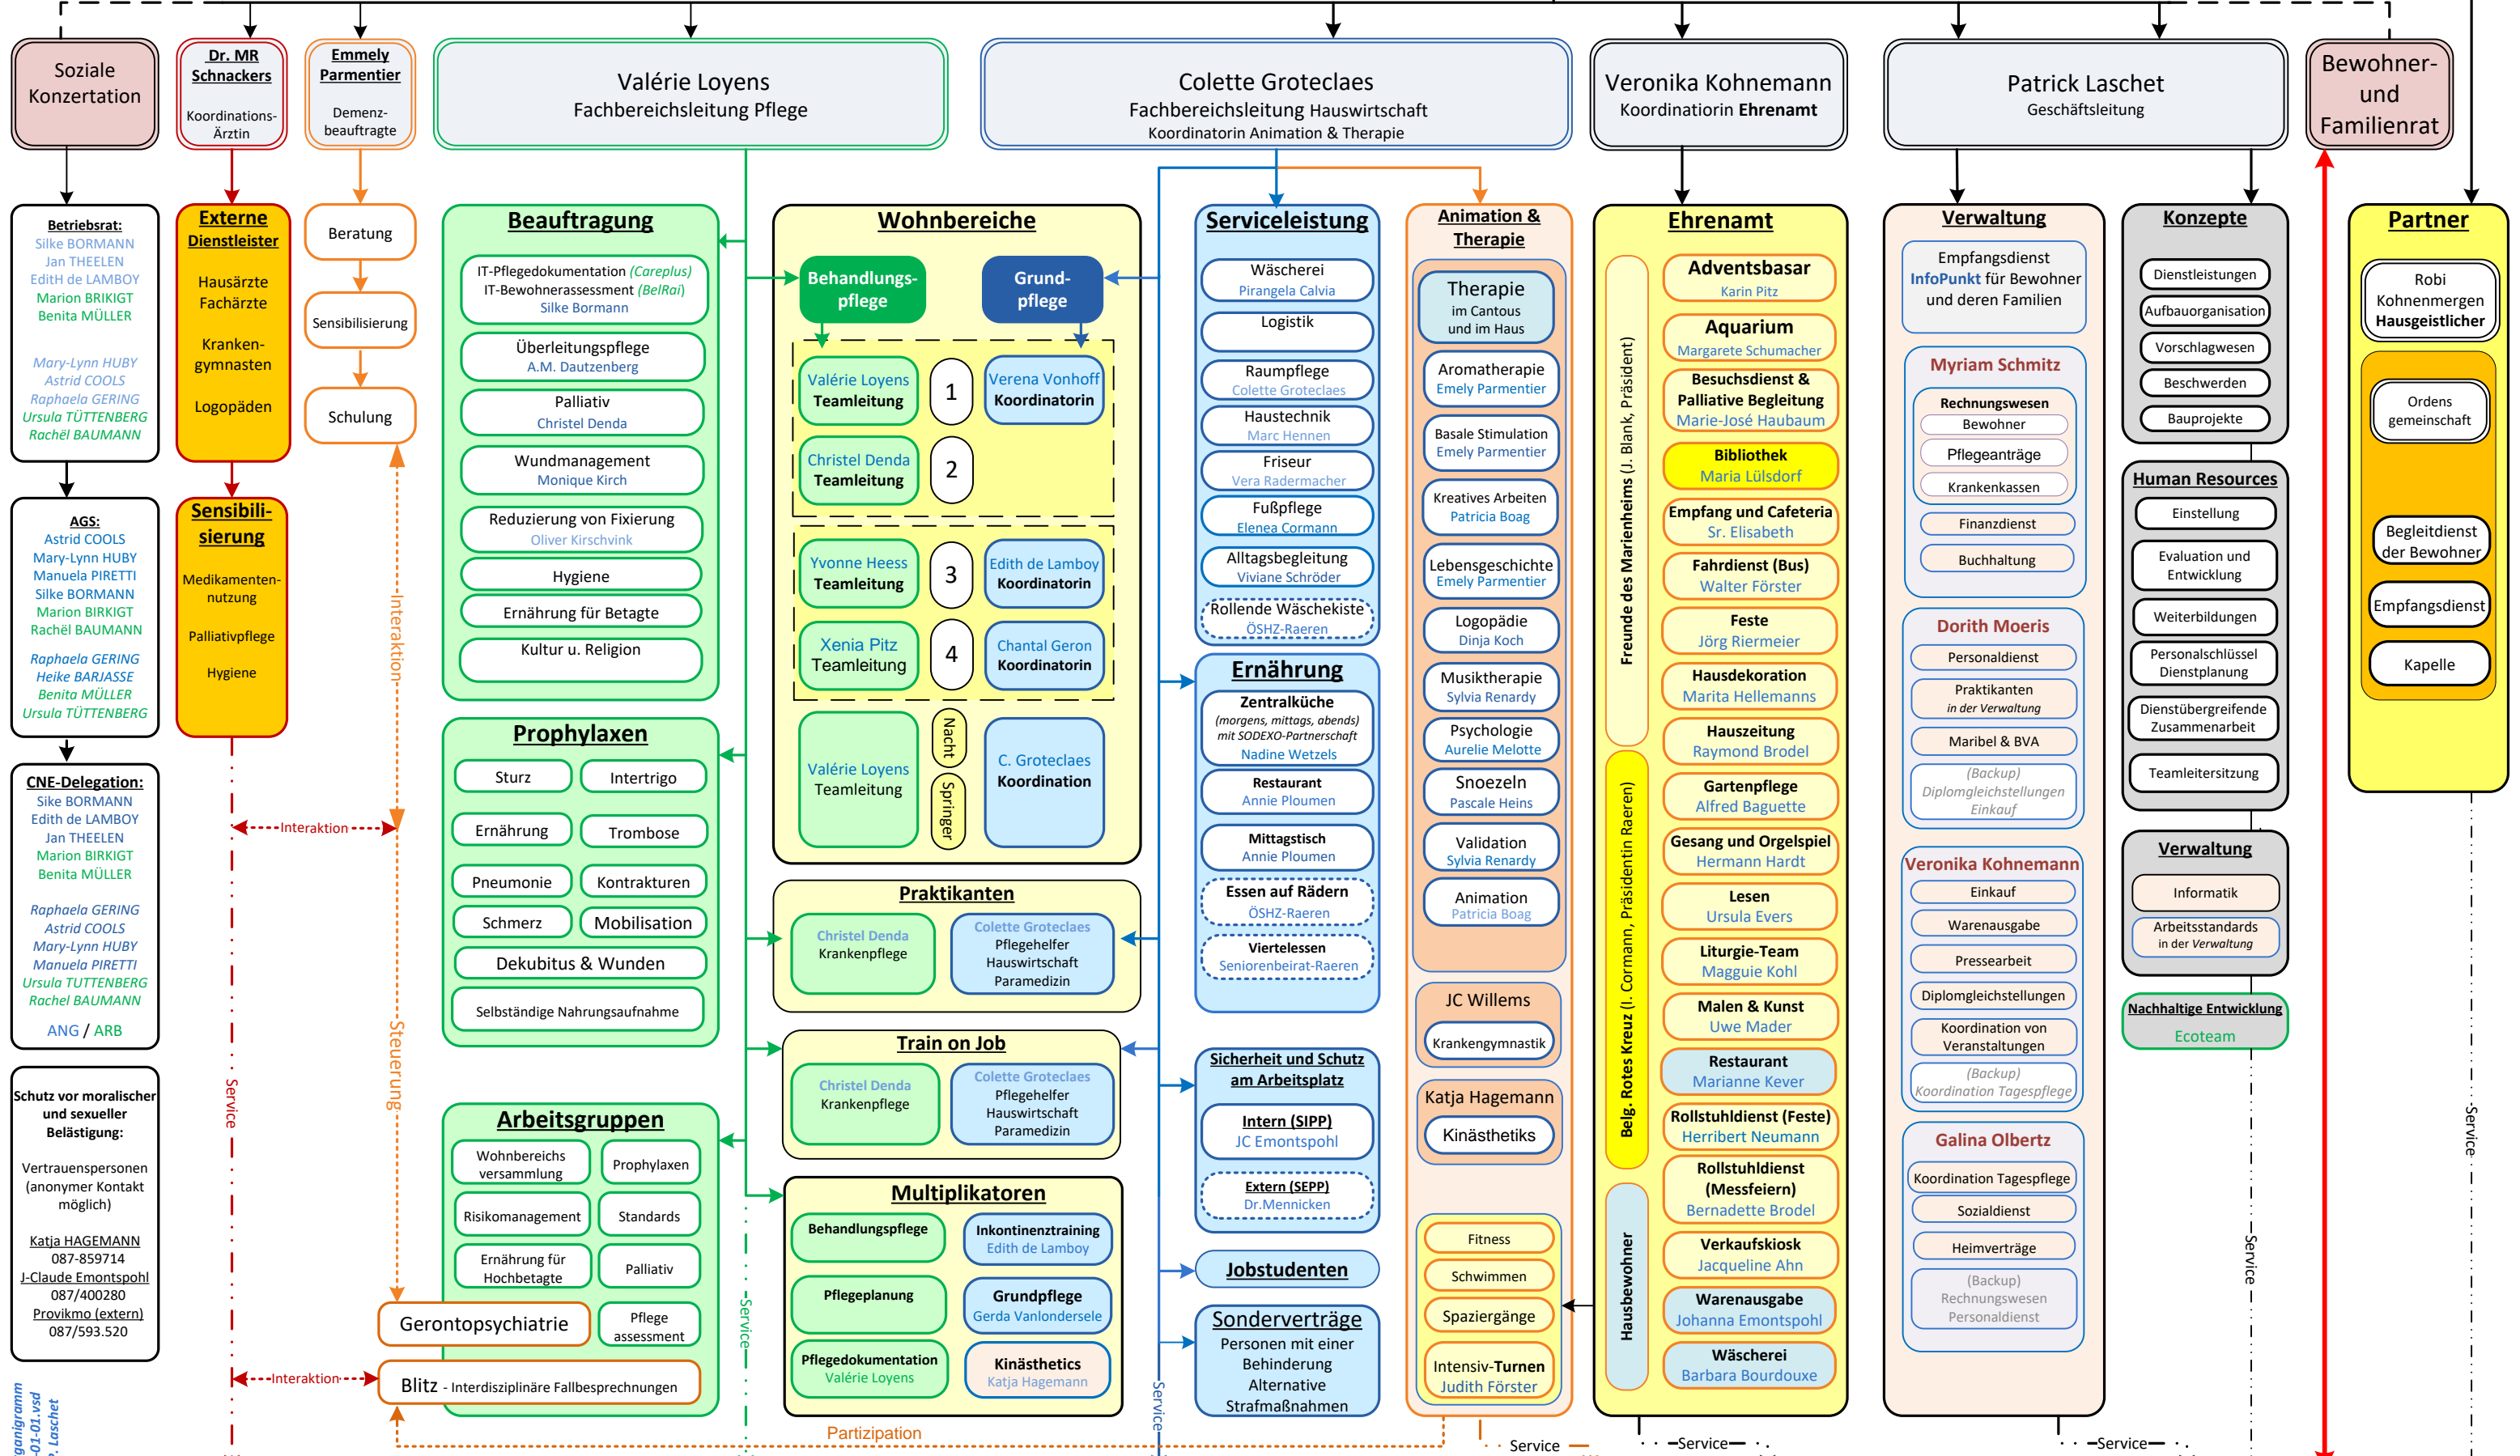 Soziale
Konzertation
Dr. MR
Schnackers
Koordinations-
Ärztin
Emmely
Parmentier
Demenz-
beauftragte
Valérie Loyens
Fachbereichsleitung Pflege
Colette Groteclaes
Fachbereichsleitung Hauswirtschaft
Koordinatorin Animation & Therapie
Veronika Kohnemann
Koordinatiorin Ehrenamt
Patrick Laschet
Geschäftsleitung
Bewohner-
und
Familienrat
Betriebsrat:
Silke BORMANN
Jan THEELEN
EditH de LAMBOY
Marion BRIKIGT
Benita MÜLLER
Mary-Lynn HUBY
Astrid COOLS
Raphaela GERING
Ursula TÜTTENBERG
Rachël BAUMANN
AGS:
Astrid COOLS
Mary-Lynn HUBY
Manuela PIRETTI
Silke BORMANN
Marion BIRKIGT
Rachël BAUMANN
Raphaela GERING
Heike BARJASSE
Benita MÜLLER
Ursula TÜTTENBERG
CNE-Delegation:
Sike BORMANN
Edith de LAMBOY
Jan THEELEN
Marion BIRKIGT
Benita MÜLLER
Raphaela GERING
Astrid COOLS
Mary-Lynn HUBY
Manuela PIRETTI
Ursula TUTTENBERG
Rachel BAUMANN
ANG / ARB
Schutz vor moralischer
und sexueller
Belästigung:
Vertrauenspersonen
(anonymer Kontakt
möglich)
Katja HAGEMANN
087-859714
J-Claude Emontspohl
087/400280
Provikmo (extern)
087/593.520
ganigramm
-01-01.vsd
P. Laschet
Externe
Dienstleister
Hausärzte
Fachärzte
Kranken-
gymnasten
Logopäden
Sensibili-
sierung
Medikamenten-
nutzung
Palliativpflege
Hygiene
Service
Interaktion
Interaktion
Beratung
Sensibilisierung
Schulung
Interaktion
Steuerung
Beauftragung
IT-Pflegedokumentation (Careplus)
IT-Bewohnerassessment (BelRai)
Silke Bormann
Überleitungspflege
A.M. Dautzenberg
Palliativ
Christel Denda
Wundmanagement
Monique Kirch
Reduzierung von Fixierung
Oliver Kirschvink
Hygiene
Ernährung für Betagte
Kultur u. Religion
Prophylaxen
Sturz
Intertrigo
Ernährung
Trombose
Pneumonie
Kontrakturen
Schmerz
Mobilisation
Dekubitus & Wunden
Selbständige Nahrungsaufnahme
Arbeitsgruppen
Wohnbereichs
versammlung
Prophylaxen
Risikomanagement
Standards
Ernährung für
Hochbetagte
Palliativ
Gerontopsychiatrie
Pflege
assessment
Blitz - Interdisziplinäre Fallbesprechnungen
Service
Partizipation
Wohnbereiche
Behandlungs-
pflege
Grund-
pflege
Valérie Loyens
Teamleitung
1
Verena Vonhoff
Koordinatorin
Christel Denda
Teamleitung
2
Yvonne Heess
Teamleitung
3
Edith de Lamboy
Koordinatorin
Xenia Pitz
Teamleitung
4
Chantal Geron
Koordinatorin
Valérie Loyens
Teamleitung
Nacht
Springer
C. Groteclaes
Koordination
Praktikanten
Christel Denda
Krankenpflege
Colette Groteclaes
Pflegehelfer
Hauswirtschaft
Paramedizin
Train on Job
Christel Denda
Krankenpflege
Colette Groteclaes
Pflegehelfer
Hauswirtschaft
Paramedizin
Multiplikatoren
Behandlungspflege
Inkontinenztraining
Edith de Lamboy
Pflegeplanung
Grundpflege
Gerda Vanlondersele
Pflegedokumentation
Valérie Loyens
Kinästhetics
Katja Hagemann
Service
Serviceleistung
Wäscherei
Pirangela Calvia
Logistik
Raumpflege
Colette Groteclaes
Haustechnik
Marc Hennen
Friseur
Vera Radermacher
Fußpflege
Elenea Cormann
Alltagsbegleitung
Viviane Schröder
Rollende Wäschekiste
ÖSHZ-Raeren
Ernährung
Zentralküche
(morgens, mittags, abends)
mit SODEXO-Partnerschaft
Nadine Wetzels
Restaurant
Annie Ploumen
Mittagstisch
Annie Ploumen
Essen auf Rädern
ÖSHZ-Raeren
Viertelessen
Seniorenbeirat-Raeren
Sicherheit und Schutz
am Arbeitsplatz
Intern (SIPP)
JC Emontspohl
Extern (SEPP)
Dr.Mennicken
Jobstudenten
Sonderverträge
Personen mit einer
Behinderung
Alternative
Strafmaßnahmen
Animation &
Therapie
Therapie
im Cantous
und im Haus
Aromatherapie
Emely Parmentier
Basale Stimulation
Emely Parmentier
Kreatives Arbeiten
Patricia Boag
Lebensgeschichte
Emely Parmentier
Logopädie
Dinja Koch
Musiktherapie
Sylvia Renardy
Psychologie
Aurelie Melotte
Snoezeln
Pascale Heins
Validation
Sylvia Renardy
Animation
Patricia Boag
JC Willems
Krankengymnastik
Katja Hagemann
Kinästhetiks
Fitness
Schwimmen
Spaziergänge
Intensiv-Turnen
Judith Förster
Service
Ehrenamt
Freunde des Marienheims (J. Blank, Präsident)
Belg. Rotes Kreuz (I. Cormann, Präsidentin Raeren)
Hausbewohner
Adventsbasar
Karin Pitz
Aquarium
Margarete Schumacher
Besuchsdienst &
Palliative Begleitung
Marie-José Haubaum
Bibliothek
Maria Lülsdorf
Empfang und Cafeteria
Sr. Elisabeth
Fahrdienst (Bus)
Walter Förster
Feste
Jörg Riermeier
Hausdekoration
Marita Hellemanns
Hauszeitung
Raymond Brodel
Gartenpflege
Alfred Baguette
Gesang und Orgelspiel
Hermann Hardt
Lesen
Ursula Evers
Liturgie-Team
Magguie Kohl
Malen & Kunst
Uwe Mader
Restaurant
Marianne Kever
Rollstuhldienst (Feste)
Herribert Neumann
Rollstuhldienst
(Messfeiern)
Bernadette Brodel
Verkaufskiosk
Jacqueline Ahn
Warenausgabe
Johanna Emontspohl
Wäscherei
Barbara Bourdouxe
Service
Verwaltung
Empfangsdienst
InfoPunkt für Bewohner
und deren Familien
Myriam Schmitz
Rechnungswesen
Bewohner
Pflegeanträge
Krankenkassen
Finanzdienst
Buchhaltung
Dorith Moeris
Personaldienst
Praktikanten
in der Verwaltung
Maribel & BVA
(Backup)
Diplomgleichstellungen
Einkauf
Veronika Kohnemann
Einkauf
Warenausgabe
Pressearbeit
Diplomgleichstellungen
Koordination von
Veranstaltungen
(Backup)
Koordination Tagespflege
Galina Olbertz
Koordination Tagepflege
Sozialdienst
Heimverträge
(Backup)
Rechnungswesen
Personaldienst
Service
Konzepte
Dienstleistungen
Aufbauorganisation
Vorschlagwesen
Beschwerden
Bauprojekte
Human Resources
Einstellung
Evaluation und
Entwicklung
Weiterbildungen
Personalschlüssel
Dienstplanung
Dienstübergreifende
Zusammenarbeit
Teamleitersitzung
Verwaltung
Informatik
Arbeitsstandards
in der Verwaltung
Nachhaltige Entwicklung
Ecoteam
Service
Partner
Robi
Kohnenmergen
Hausgeistlicher
Ordens
gemeinschaft
Begleitdienst
der Bewohner
Empfangsdienst
Kapelle
Service